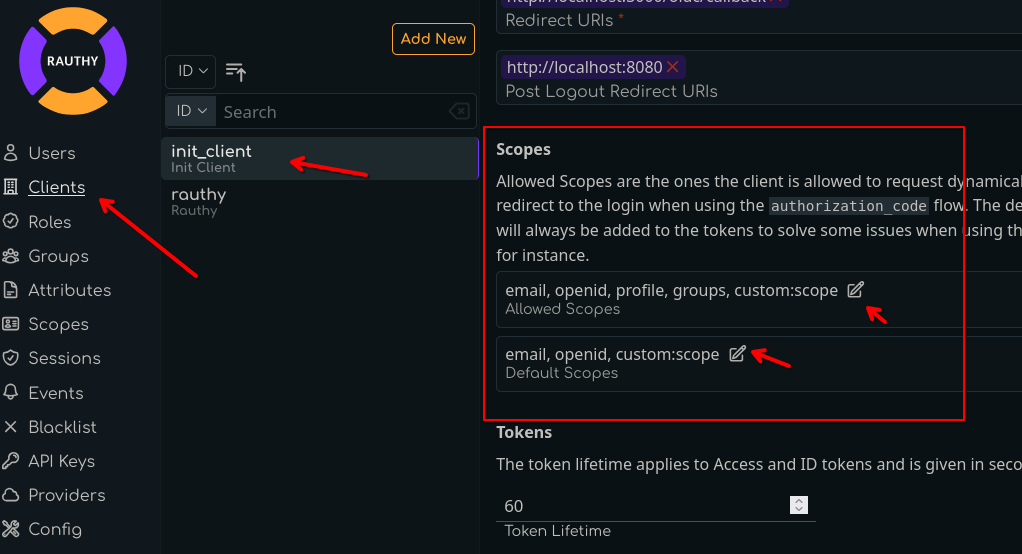 RAUTHY
Users
Clients
Roles
Groups
Attributes
Scopes
Sessions
Events
Blacklist
API Keys
Providers
Config
Add New
ID
ID
Search
init_client
Init Client
rauthy
Rauthy
Redirect URIs *
http://localhost:8080
Post Logout Redirect URIs
Scopes
Allowed Scopes are the ones the client is allowed to request dynamical
redirect to the login when using the authorization_code flow. The de
will always be added to the tokens to solve some issues when using th
for instance.
email, openid, profile, groups, custom:scope
Allowed Scopes
email, openid, custom:scope
Default Scopes
Tokens
The token lifetime applies to Access and ID tokens and is given in seco
60
Token Lifetime